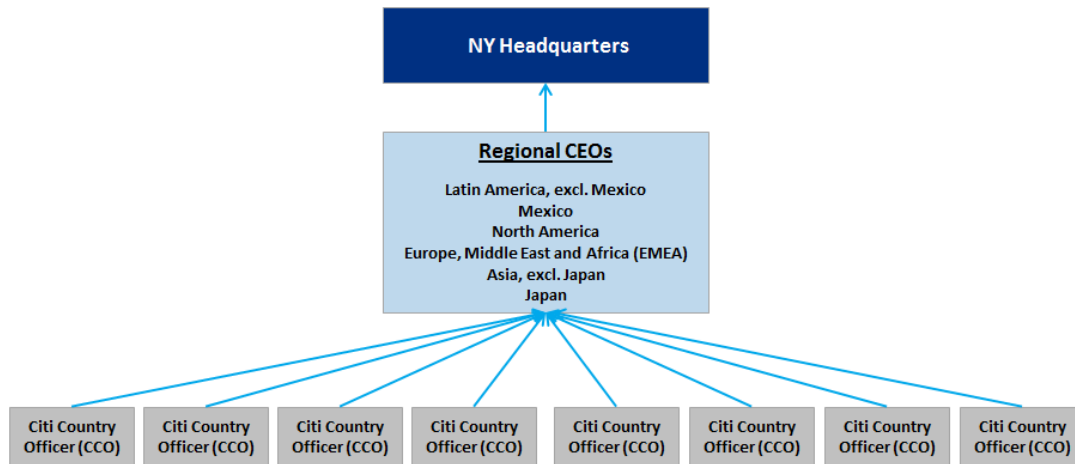 NY Headquarters
Regional CEOs
Latin America, excl. Mexico
Mexico
North America
Europe, Middle East and Africa (EMEA)
Asia, excl. Japan
Japan
Citi Country
Officer (CCO)
Citi Country
Officer (CCO)
Citi Country
Officer (CCO)
Citi Country
Officer (CCO)
Citi Country
Officer (CCO)
Citi Country
Officer (CCO)
Citi Country
Officer (CCO)
Citi Country
Officer (CCO)